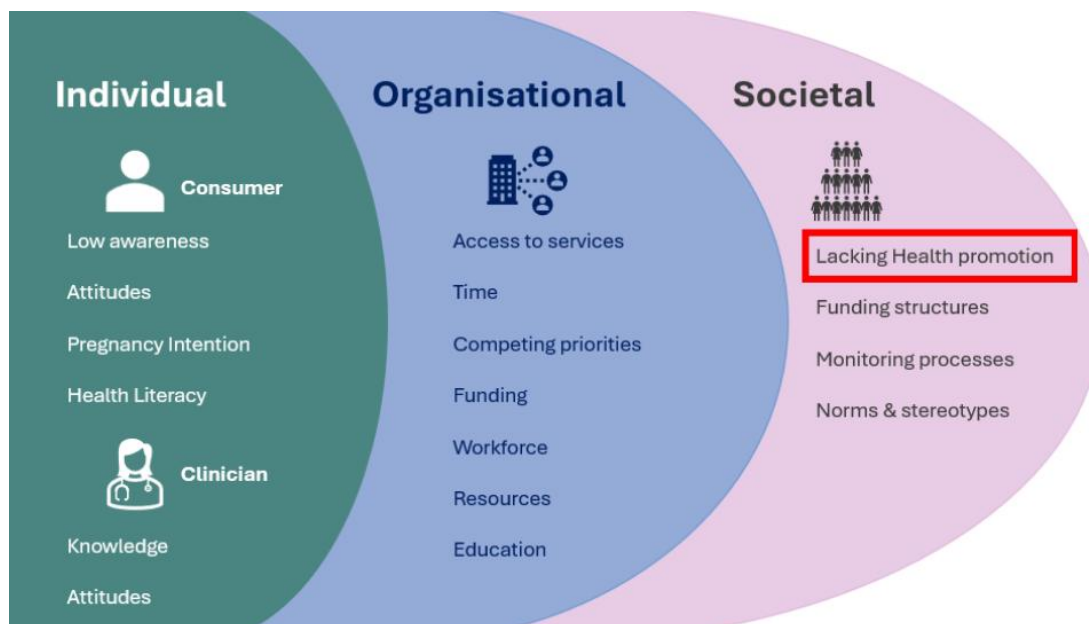 Individual
Consumer
Low awareness
Attitudes
Pregnancy Intention
Health Literacy
Clinician
Knowledge
Attitudes
Organisational
Access to services
Time
Competing priorities
Funding
Workforce
Resources
Education
Societal
Lacking Health promotion
Funding structures
Monitoring processes
Norms & stereotypes